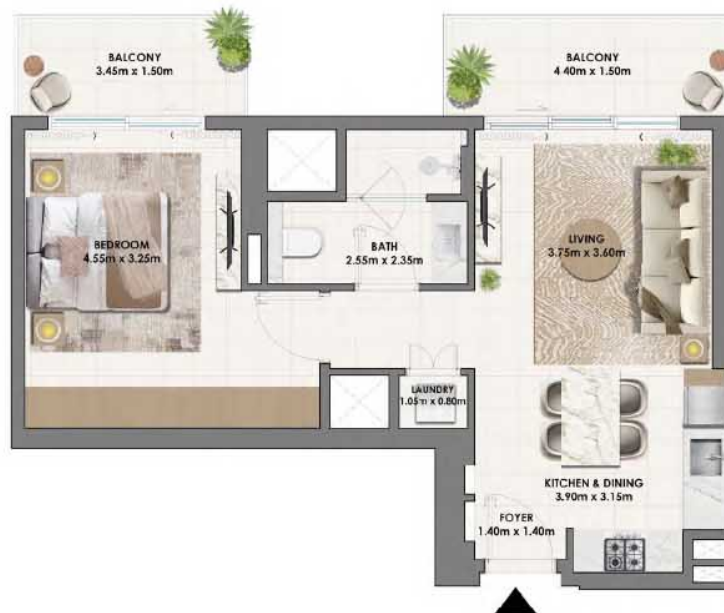 BALCONY
3.45m x 1.50m
BALCONY
4.40m x 1.50m
BEDROOM
4.55m x 3.25m
BATH
2.55m x 2.35m
LIVING
3.75m x 3.60m
LAUNDRY
1.05m x 0.80m
KITCHEN & DINING
3.90m x 3.15m
FOYER
1.40m x 1.40m